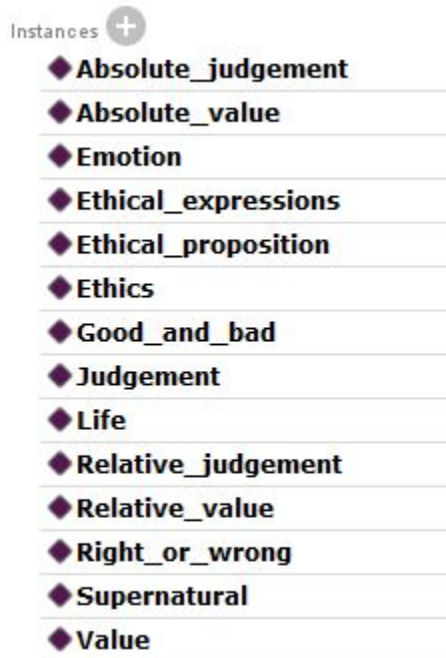 Instances
Absolute_judgement
Absolute_value
Emotion
Ethical_expressions
Ethical_proposition
Ethics
Good_and_bad
Judgement
Life
Relative_judgement
Relative_value
Right_or_wrong
Supernatural
Value